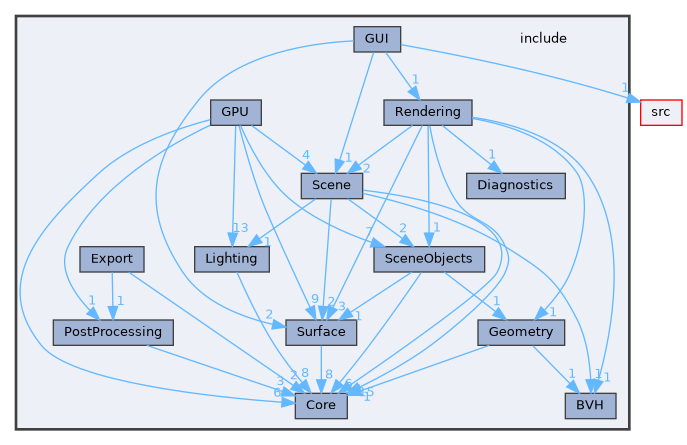 GUI
include
1
1
src
GPU
Rendering
4
1
2
1
Scene
Diagnostics
13
1
7
2
1
Export
Lighting
SceneObjects
1
1
9
2
3
1
1
1
2
PostProcessing
Surface
Geometry
3
2
8
8
1
1
1
6
1
Core
BVH